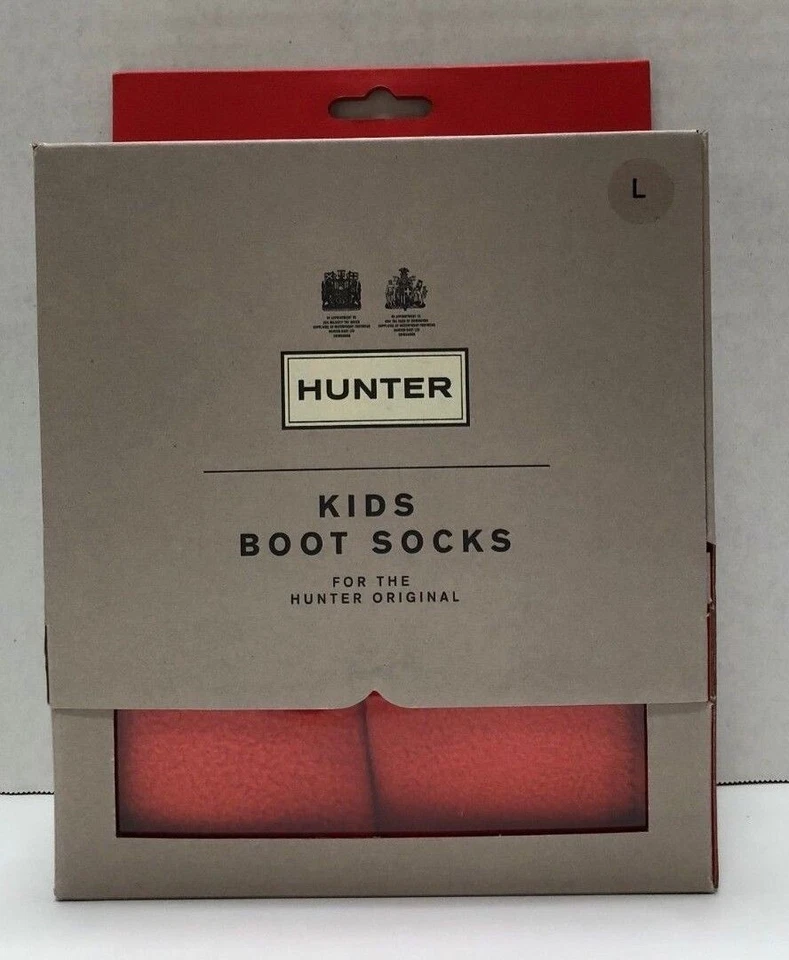 L
HUNTER
KIDS
BOOT SOCKS
FOR THE
HUNTER ORIGINAL